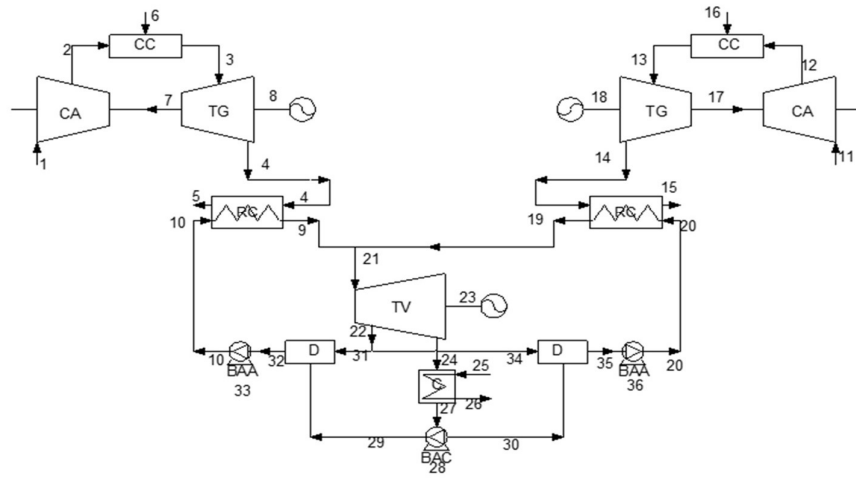 6 16
2 CC CC
3 13 12
CA 7 TG 8 18 TG 17 CA
1 11
4 14
5 4 15
10 RC 9 19 RC 20
21
TV 23
22
10 32 D 31 24 34 D 35 20
BAA 25 BAA
33 C 36
27 26
29 30
BAC
28